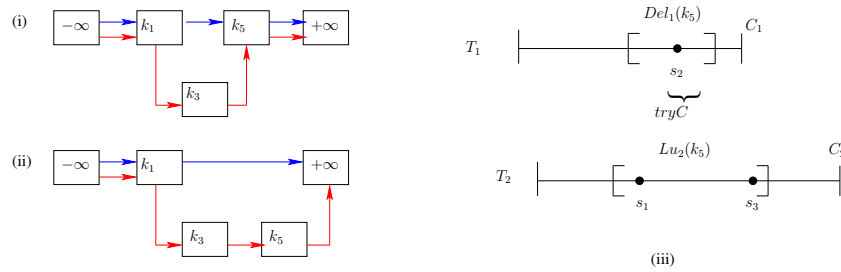 (i) −∞ k₁ k₅ +∞
k₃
(ii) −∞ k₁ +∞
k₃ k₅
Del₁(k₅) C₁
T₁
s₂
tryC
Lu₂(k₅)
T₂
s₁ s₃
(iii)